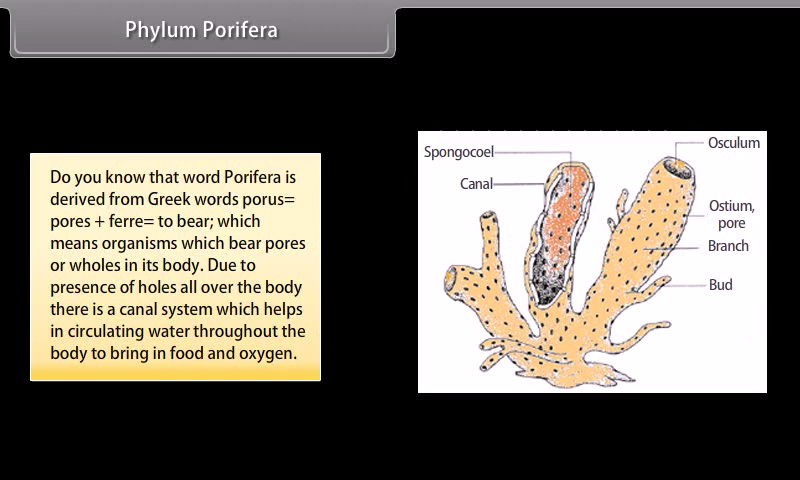 Phylum Porifera
Do you know that word Porifera is
derived from Greek words porus=
pores + ferre= to bear; which
means organisms which bear pores
or wholes in its body. Due to
presence of holes all over the body
there is a canal system which helps
in circulating water throughout the
body to bring in food and oxygen.
Spongocoel
Canal
Osculum
Ostium,
pore
Branch
Bud